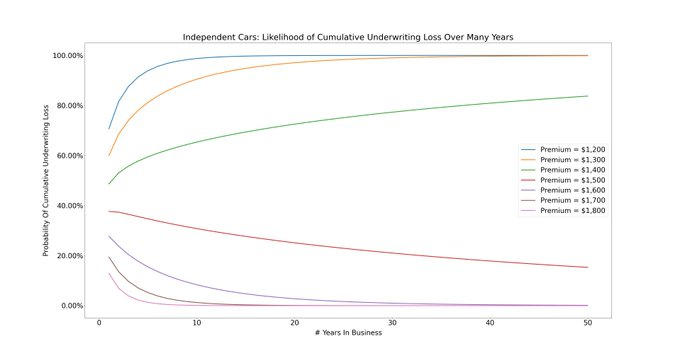 Independent Cars: Likelihood of Cumulative Underwriting Loss Over Many Years
Probability Of Cumulative Underwriting Loss
100.00%
80.00%
60.00%
40.00%
20.00%
0.00%
Premium = $1,200
Premium = $1,300
Premium = $1,400
Premium = $1,500
Premium = $1,600
Premium = $1,700
Premium = $1,800
0 10 20 30 40 50
# Years In Business